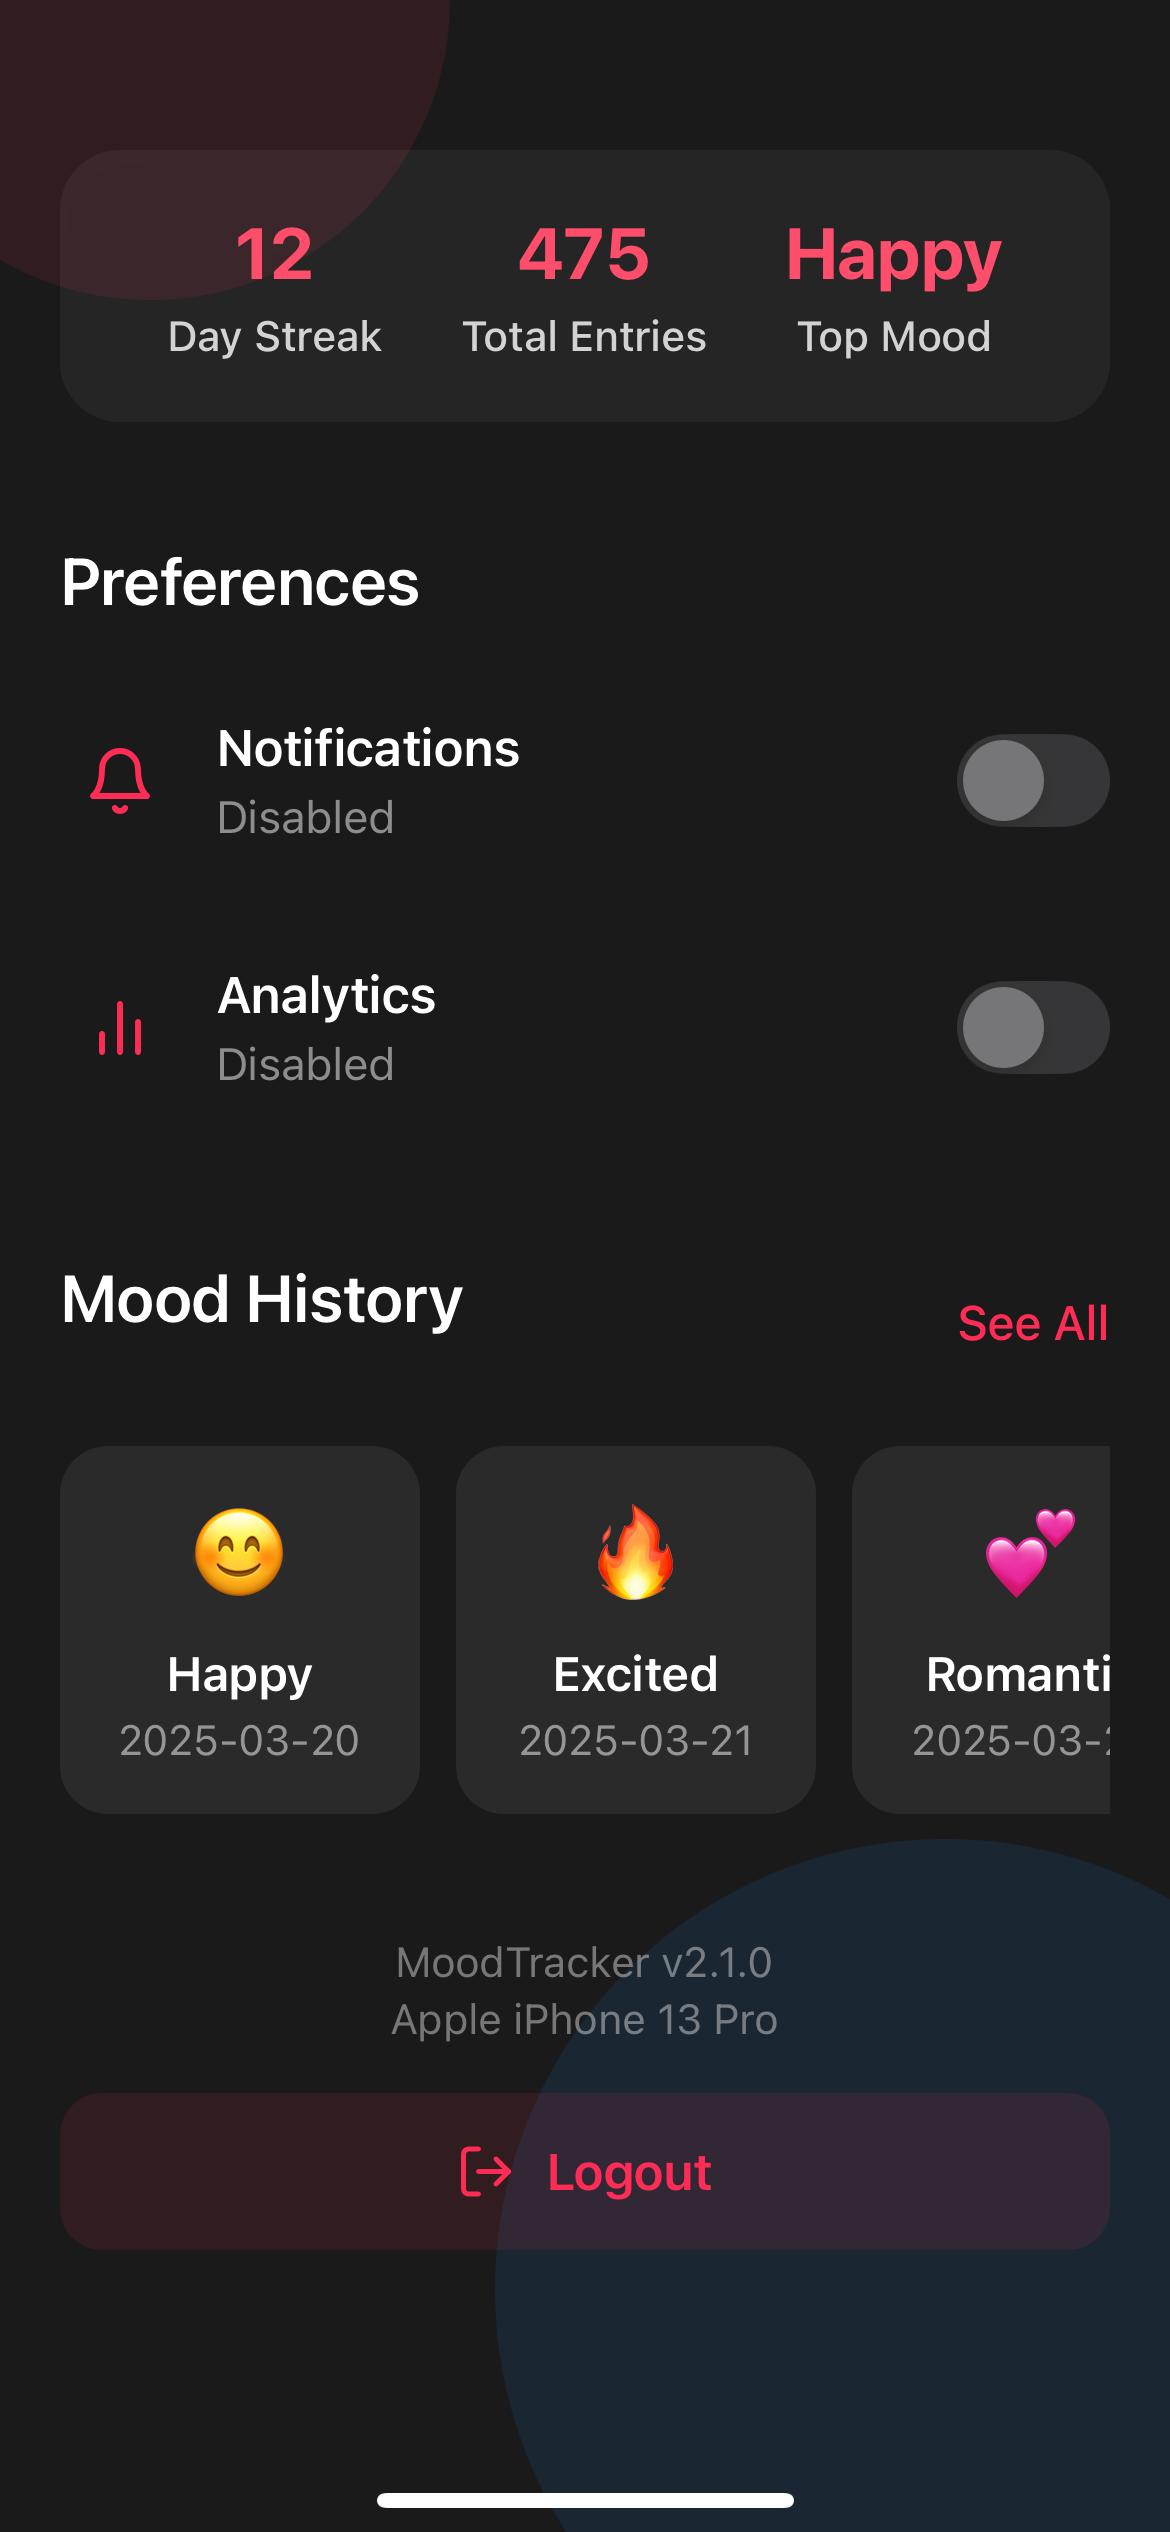 12 475 Happy
Day Streak Total Entries Top Mood
Preferences
Notifications
Disabled
Analytics
Disabled
Mood History
See All
Happy Excited Romanti
2025-03-20 2025-03-21 2025-03-2
MoodTracker v2.1.0
Apple iPhone 13 Pro
Logout